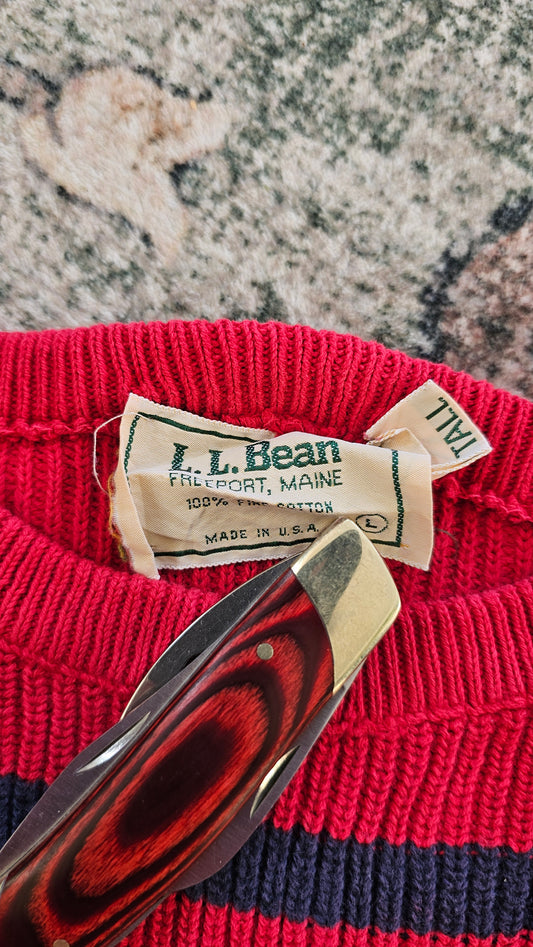 L.L.Bean
FREEPORT, MAINE
100% FINE COTTON
MADE IN U.S.A.
L
TALL